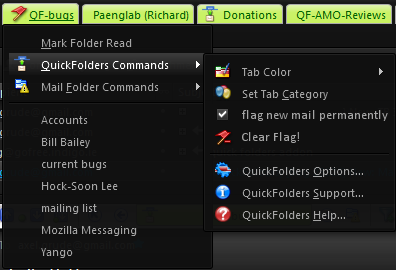 QF-bugs Paenglab (Richard) Donations QF-AMO-Reviews
Mark Folder Read
QuickFolders Commands
Mail Folder Commands
Accounts
Bill Bailey
current bugs
Hock-Soon Lee
mailing list
Mozilla Messaging
Yango
Tab Color
Set Tab Category
flag new mail permanently
Clear Flag!
QuickFolders Options...
QuickFolders Support...
QuickFolders Help...